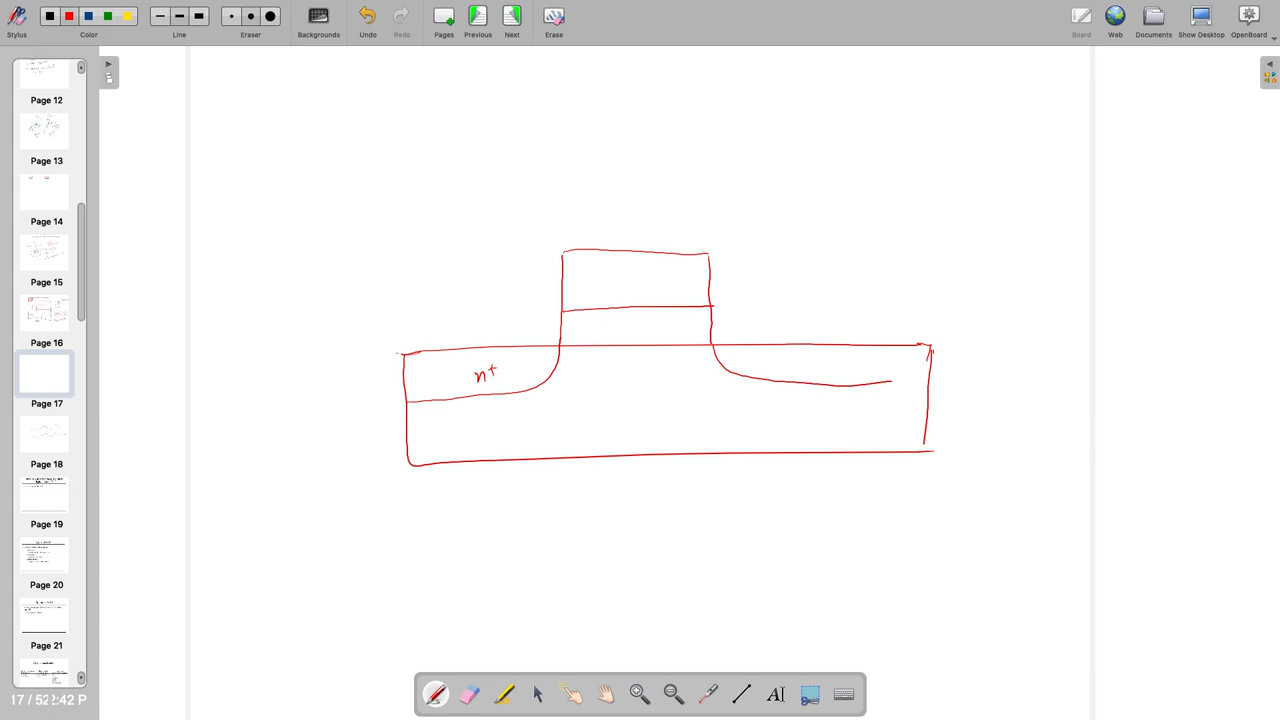 Stylus
Color
Line
Eraser
Backgrounds
Undo
Redo
Pages
Previous
Next
Erase
Board
Web
Documents
Show Desktop
OpenBoard
Page 12
Page 13
Page 14
Page 15
Page 16
Page 17
Page 18
Page 19
Page 20
Page 21
n+